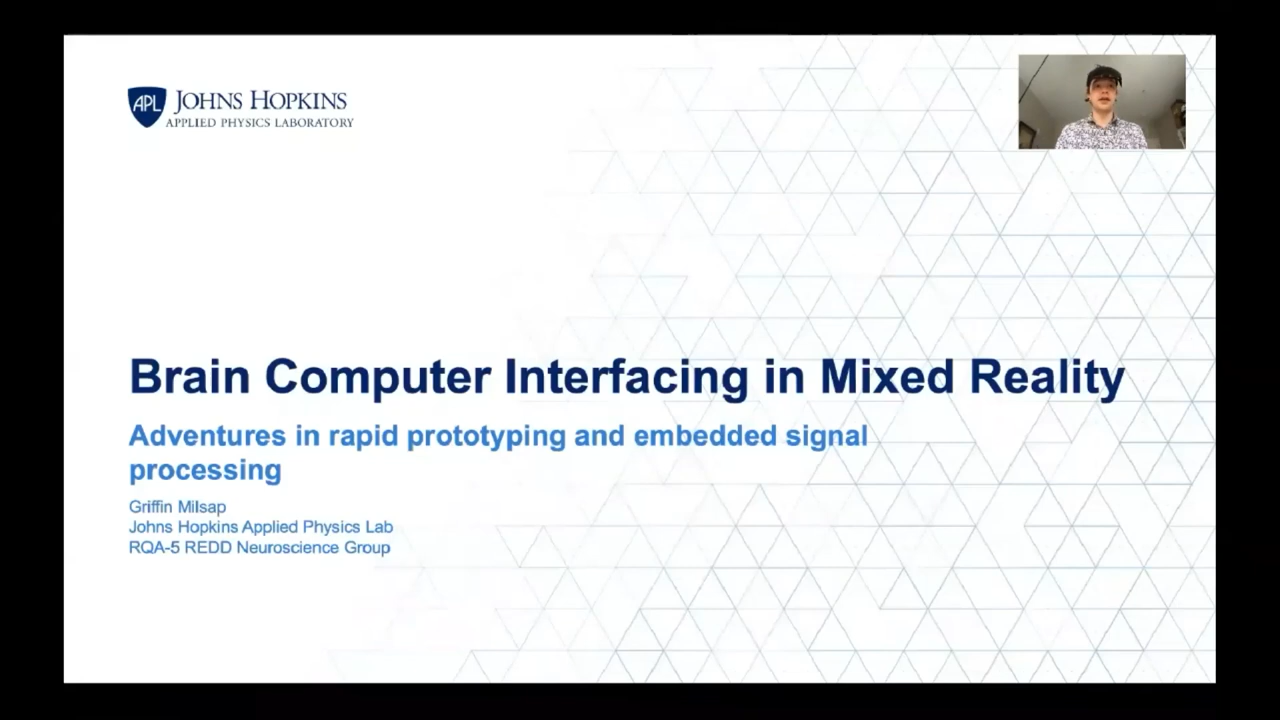 APL JOHNS HOPKINS
APPLIED PHYSICS LABORATORY
Brain Computer Interfacing in Mixed Reality
Adventures in rapid prototyping and embedded signal
processing
Griffin Milsap
Johns Hopkins Applied Physics Lab
RQA-5 REDD Neuroscience Group